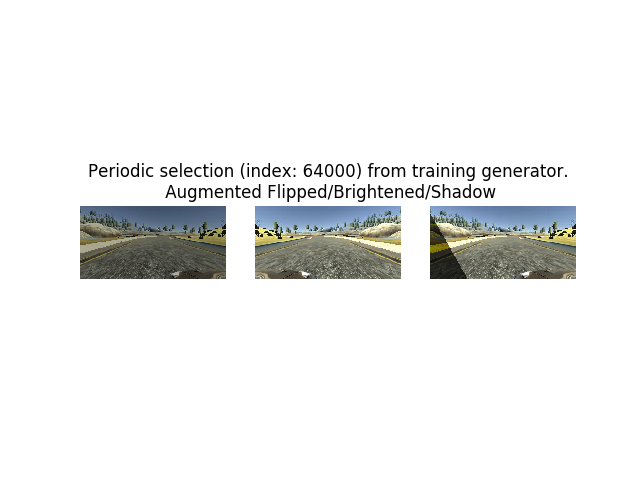 Periodic selection (index: 64000) from training generator.
Augmented Flipped/Brightened/Shadow